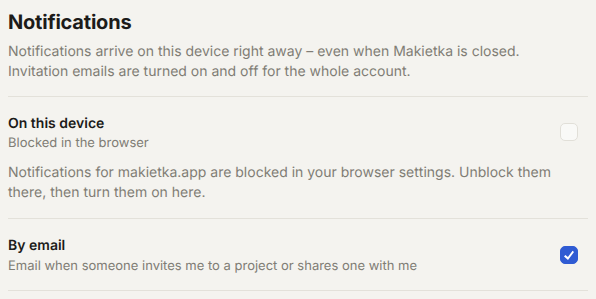 Notifications
Notifications arrive on this device right away – even when Makietka is closed.
Invitation emails are turned on and off for the whole account.
On this device
Blocked in the browser
Notifications for makietka.app are blocked in your browser settings. Unblock them
there, then turn them on here.
By email
Email when someone invites me to a project or shares one with me